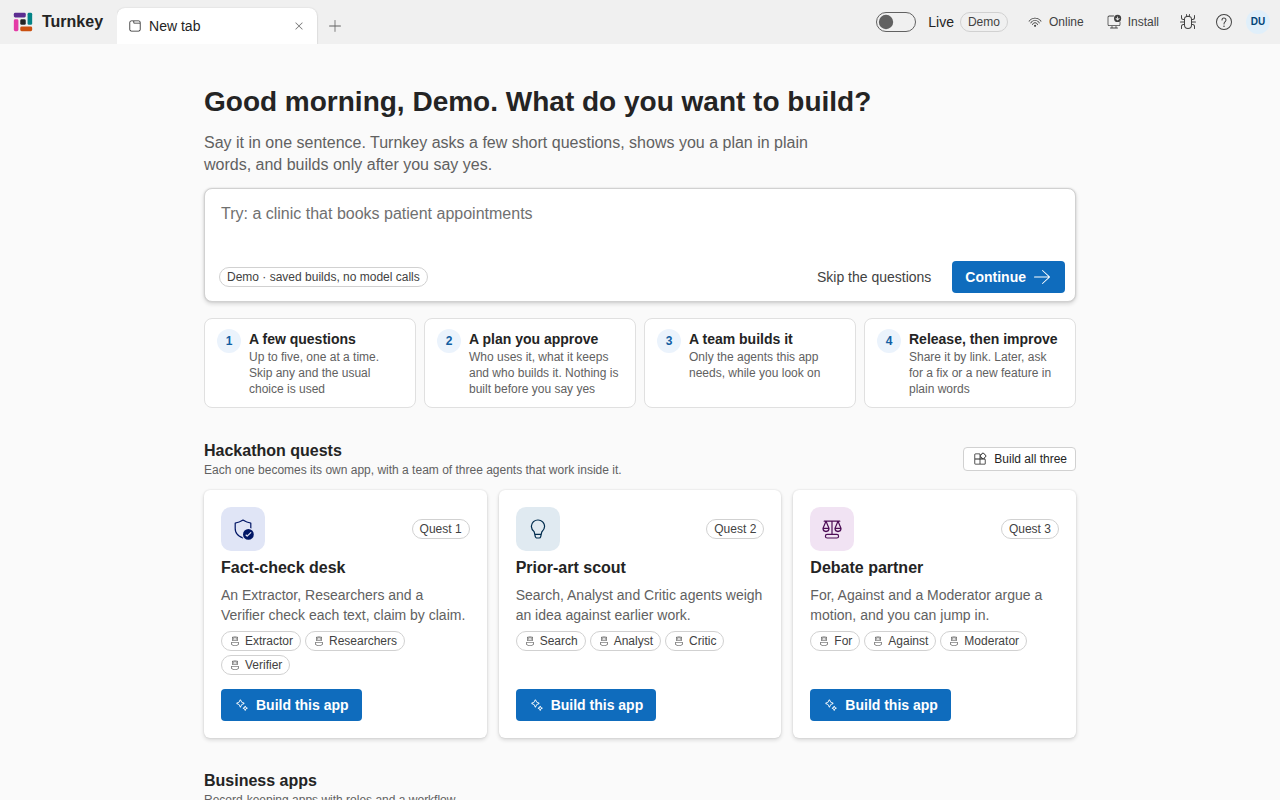 Turnkey
New tab
Live
Demo
Online
Install
DU
Good morning, Demo. What do you want to build?
Say it in one sentence. Turnkey asks a few short questions, shows you a plan in plain
words, and builds only after you say yes.
Try: a clinic that books patient appointments
Demo · saved builds, no model calls
Skip the questions
Continue
1
A few questions
Up to five, one at a time.
Skip any and the usual
choice is used
2
A plan you approve
Who uses it, what it keeps
and who builds it. Nothing is
built before you say yes
3
A team builds it
Only the agents this app
needs, while you look on
4
Release, then improve
Share it by link. Later, ask
for a fix or a new feature in
plain words
Hackathon quests
Each one becomes its own app, with a team of three agents that work inside it.
Build all three
Quest 1
Fact-check desk
An Extractor, Researchers and a
Verifier check each text, claim by claim.
Extractor
Researchers
Verifier
Build this app
Quest 2
Prior-art scout
Search, Analyst and Critic agents weigh
an idea against earlier work.
Search
Analyst
Critic
Build this app
Quest 3
Debate partner
For, Against and a Moderator argue a
motion, and you can jump in.
For
Against
Moderator
Build this app
Business apps
Record-keeping apps with roles and a workflow